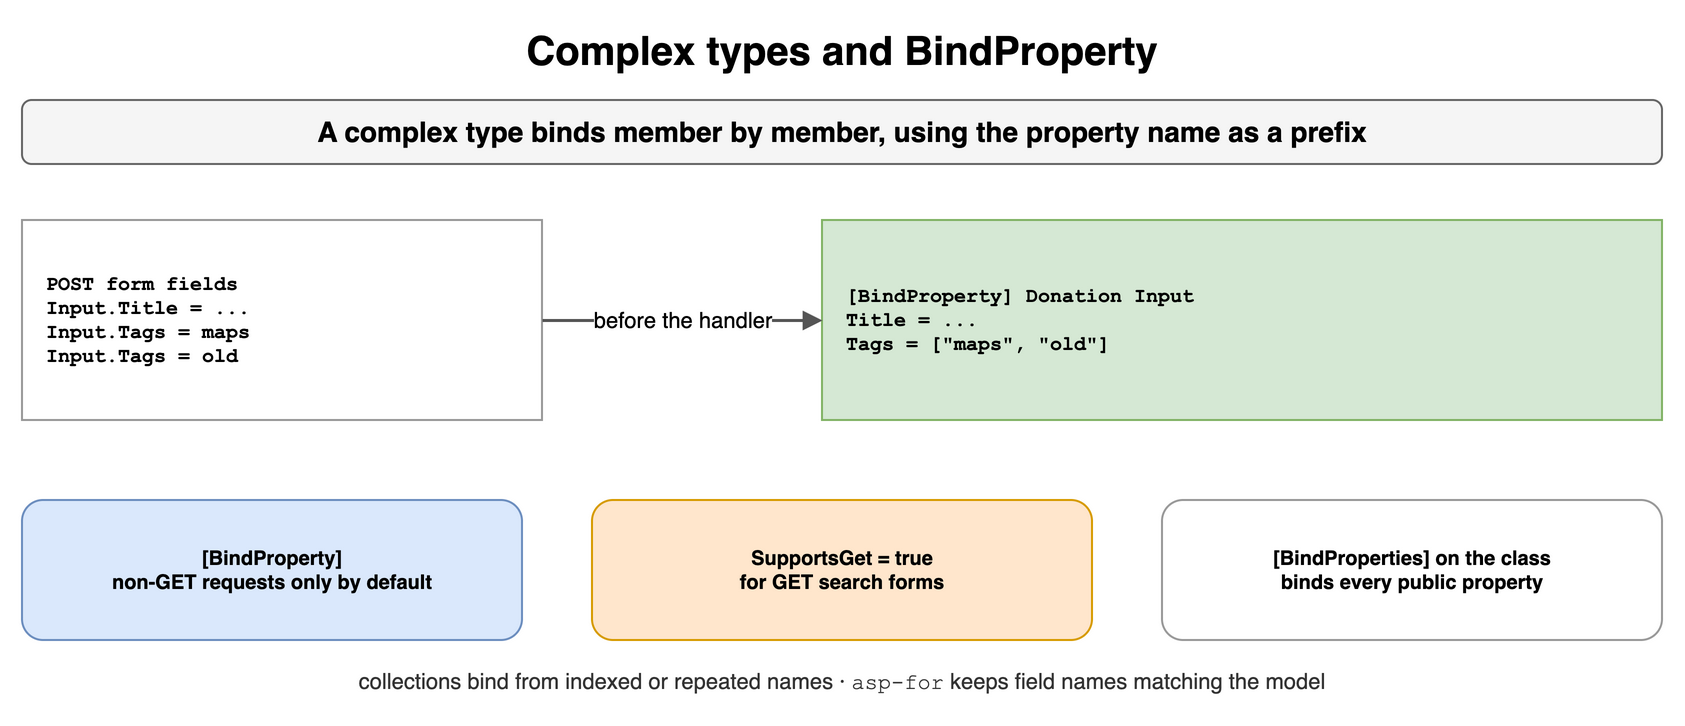 Complex types and BindProperty
A complex type binds member by member, using the property name as a prefix
POST form fields
Input.Title = ...
Input.Tags = maps
Input.Tags = old
before the handler
[BindProperty] Donation Input
Title = ...
Tags = ["maps", "old"]
[BindProperty]
non-GET requests only by default
SupportsGet = true
for GET search forms
[BindProperties] on the class
binds every public property
collections bind from indexed or repeated names · asp-for keeps field names matching the model